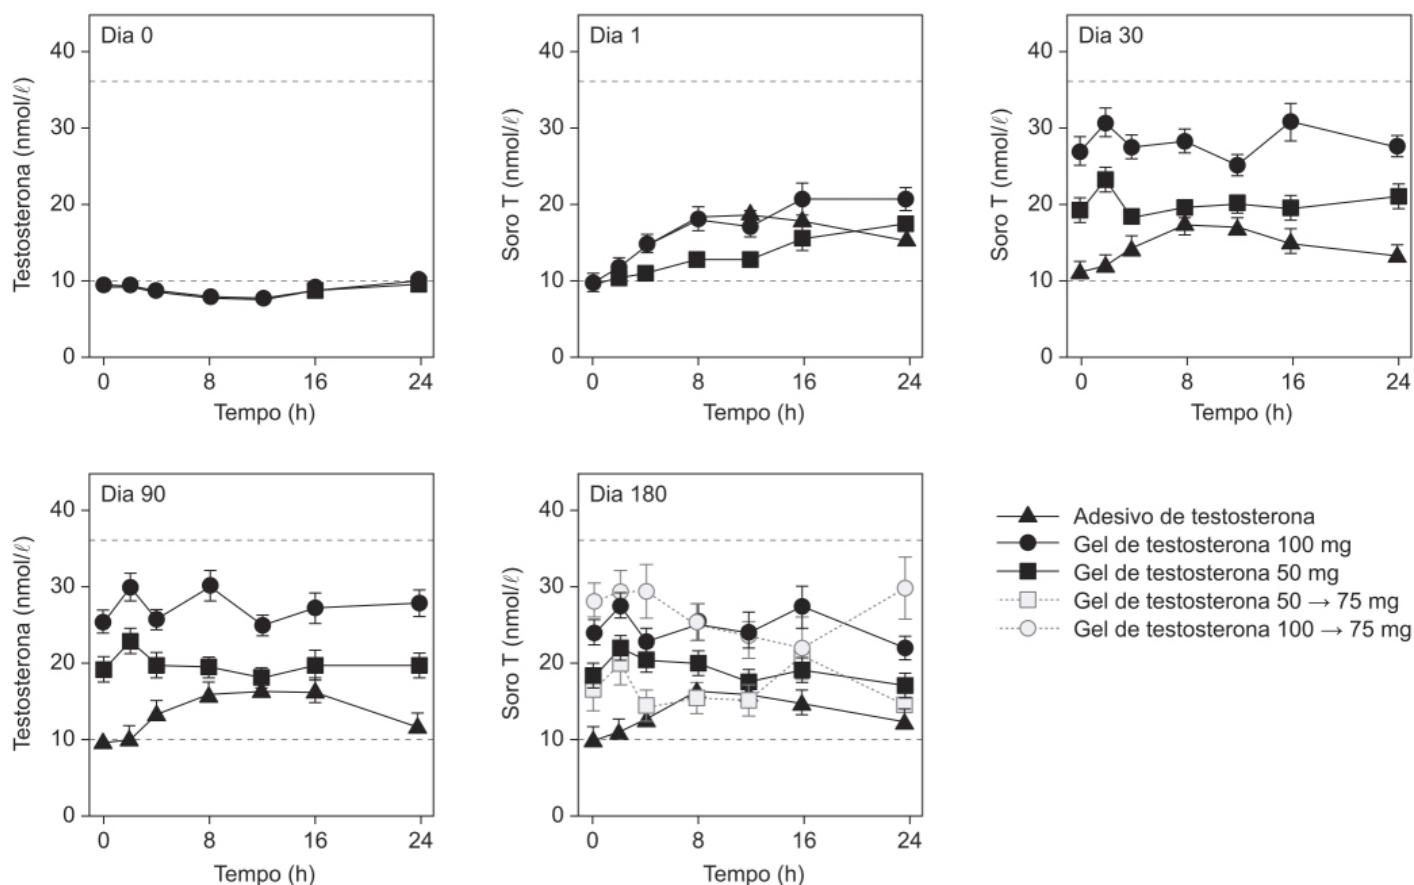 Dia 0
Testosterona (nmol/ℓ)
40
30
20
10
0
0 8 16 24
Tempo (h)
Dia 1
Soro T (nmol/ℓ)
40
30
20
10
0
0 8 16 24
Tempo (h)
Dia 30
Soro T (nmol/ℓ)
40
30
20
10
0
0 8 16 24
Tempo (h)
Dia 90
Testosterona (nmol/ℓ)
40
30
20
10
0
0 8 16 24
Tempo (h)
Dia 180
Soro T (nmol/ℓ)
40
30
20
10
0
0 8 16 24
Tempo (h)
Adesivo de testosterona
Gel de testosterona 100 mg
Gel de testosterona 50 mg
Gel de testosterona 50 → 75 mg
Gel de testosterona 100 → 75 mg